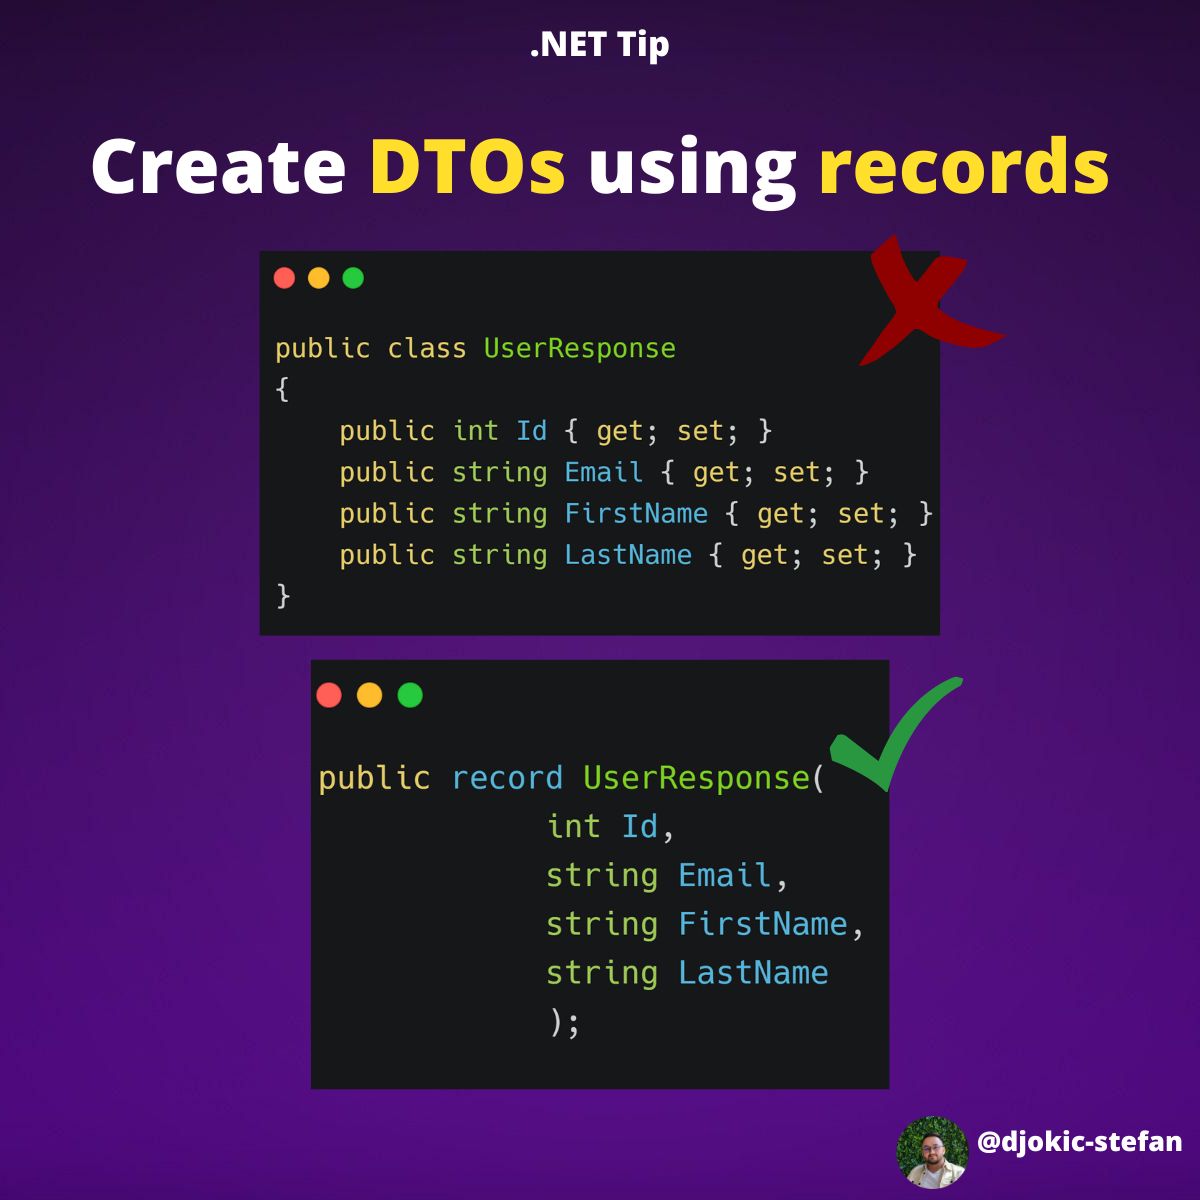 .NET Tip
Create DTOs using records
public class UserResponse
{
    public int Id { get; set; }
    public string Email { get; set; }
    public string FirstName { get; set; }
    public string LastName { get; set; }
}
public record UserResponse(
              int Id,
              string Email,
              string FirstName,
              string LastName
              );
@djokic-stefan